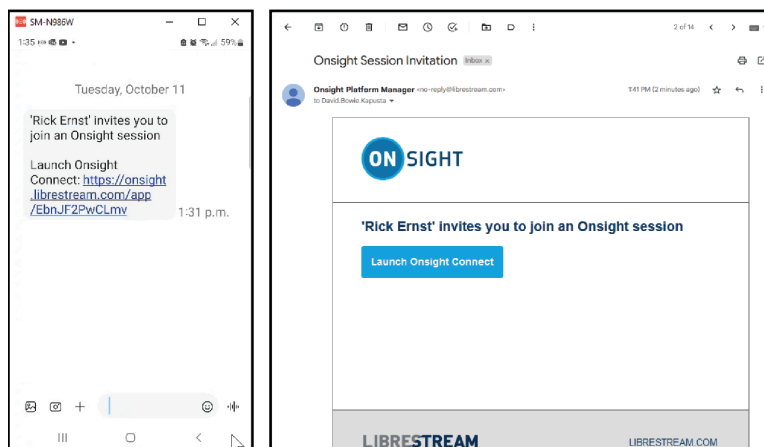 SM-N986W
1:35
59%
Tuesday, October 11
'Rick Ernst' invites you to
join an Onsight session
Launch Onsight
Connect: https://onsight
.librestream.com/app
/EbnJF2PwCLmv
1:31 p.m.
2 of 14
Onsight Session Invitation
Inbox ×
Onsight Platform Manager <no-reply@librestream.com>
1:41 PM (2 minutes ago)
to David.Bowie.Kapusta
ONSIGHT
'Rick Ernst' invites you to join an Onsight session
Launch Onsight Connect
LIBRESTREAM
LIBRESTREAM.COM